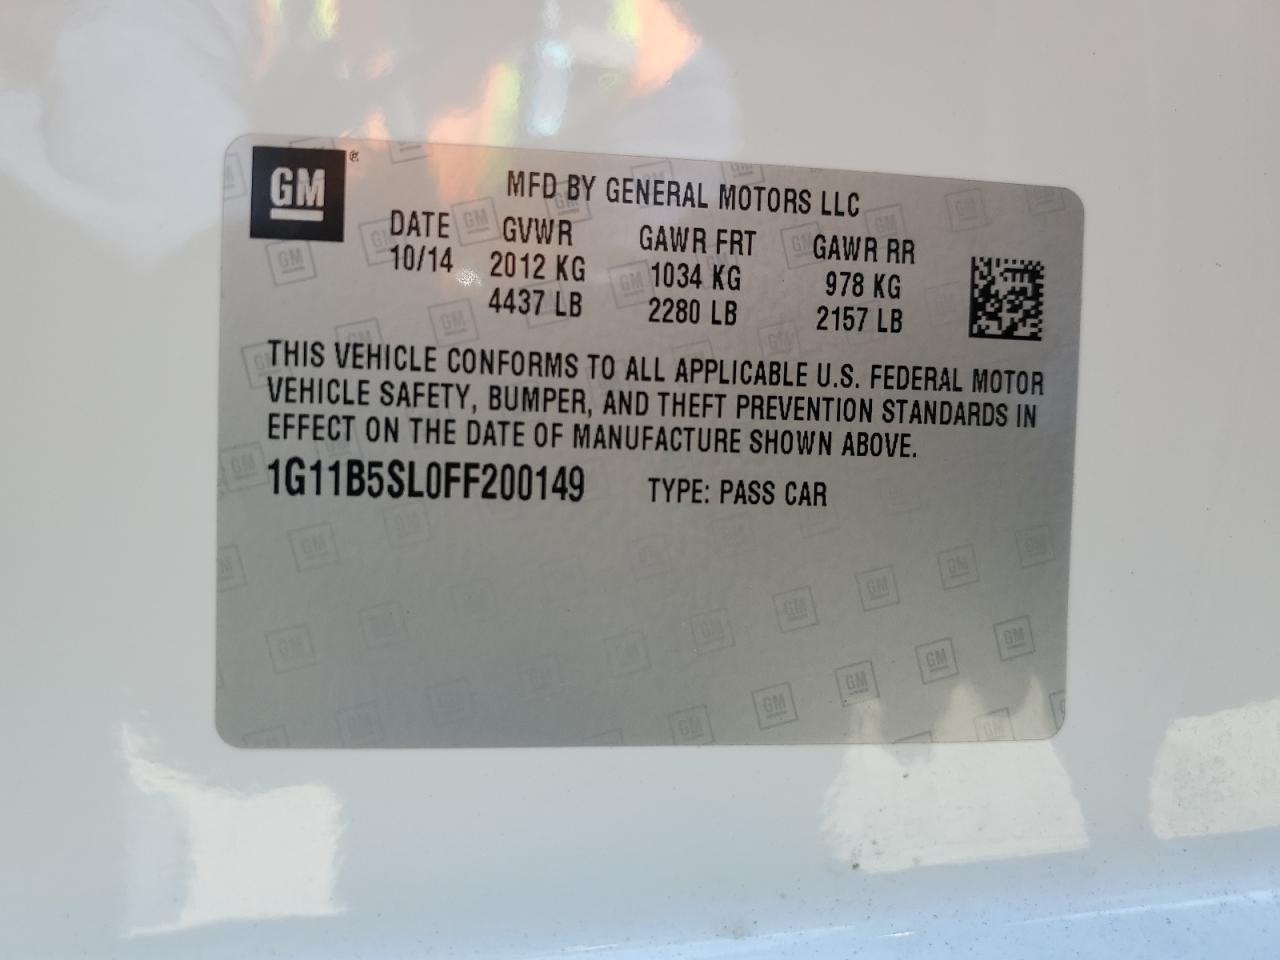 GM
MFD BY GENERAL MOTORS LLC
DATE GVWR GAWR FRT GAWR RR
10/14 2012 KG 1034 KG 978 KG
4437 LB 2280 LB 2157 LB
THIS VEHICLE CONFORMS TO ALL APPLICABLE U.S. FEDERAL MOTOR
VEHICLE SAFETY, BUMPER, AND THEFT PREVENTION STANDARDS IN
EFFECT ON THE DATE OF MANUFACTURE SHOWN ABOVE.
1G11B5SL0FF200149 TYPE: PASS CAR